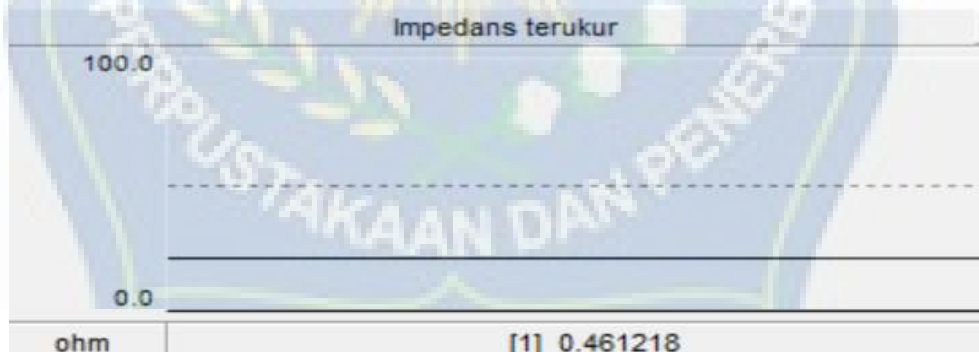 Impedans terukur
100.0
PERPUSTAKAAN DAN PENERB
0.0
ohm [1] 0.461218